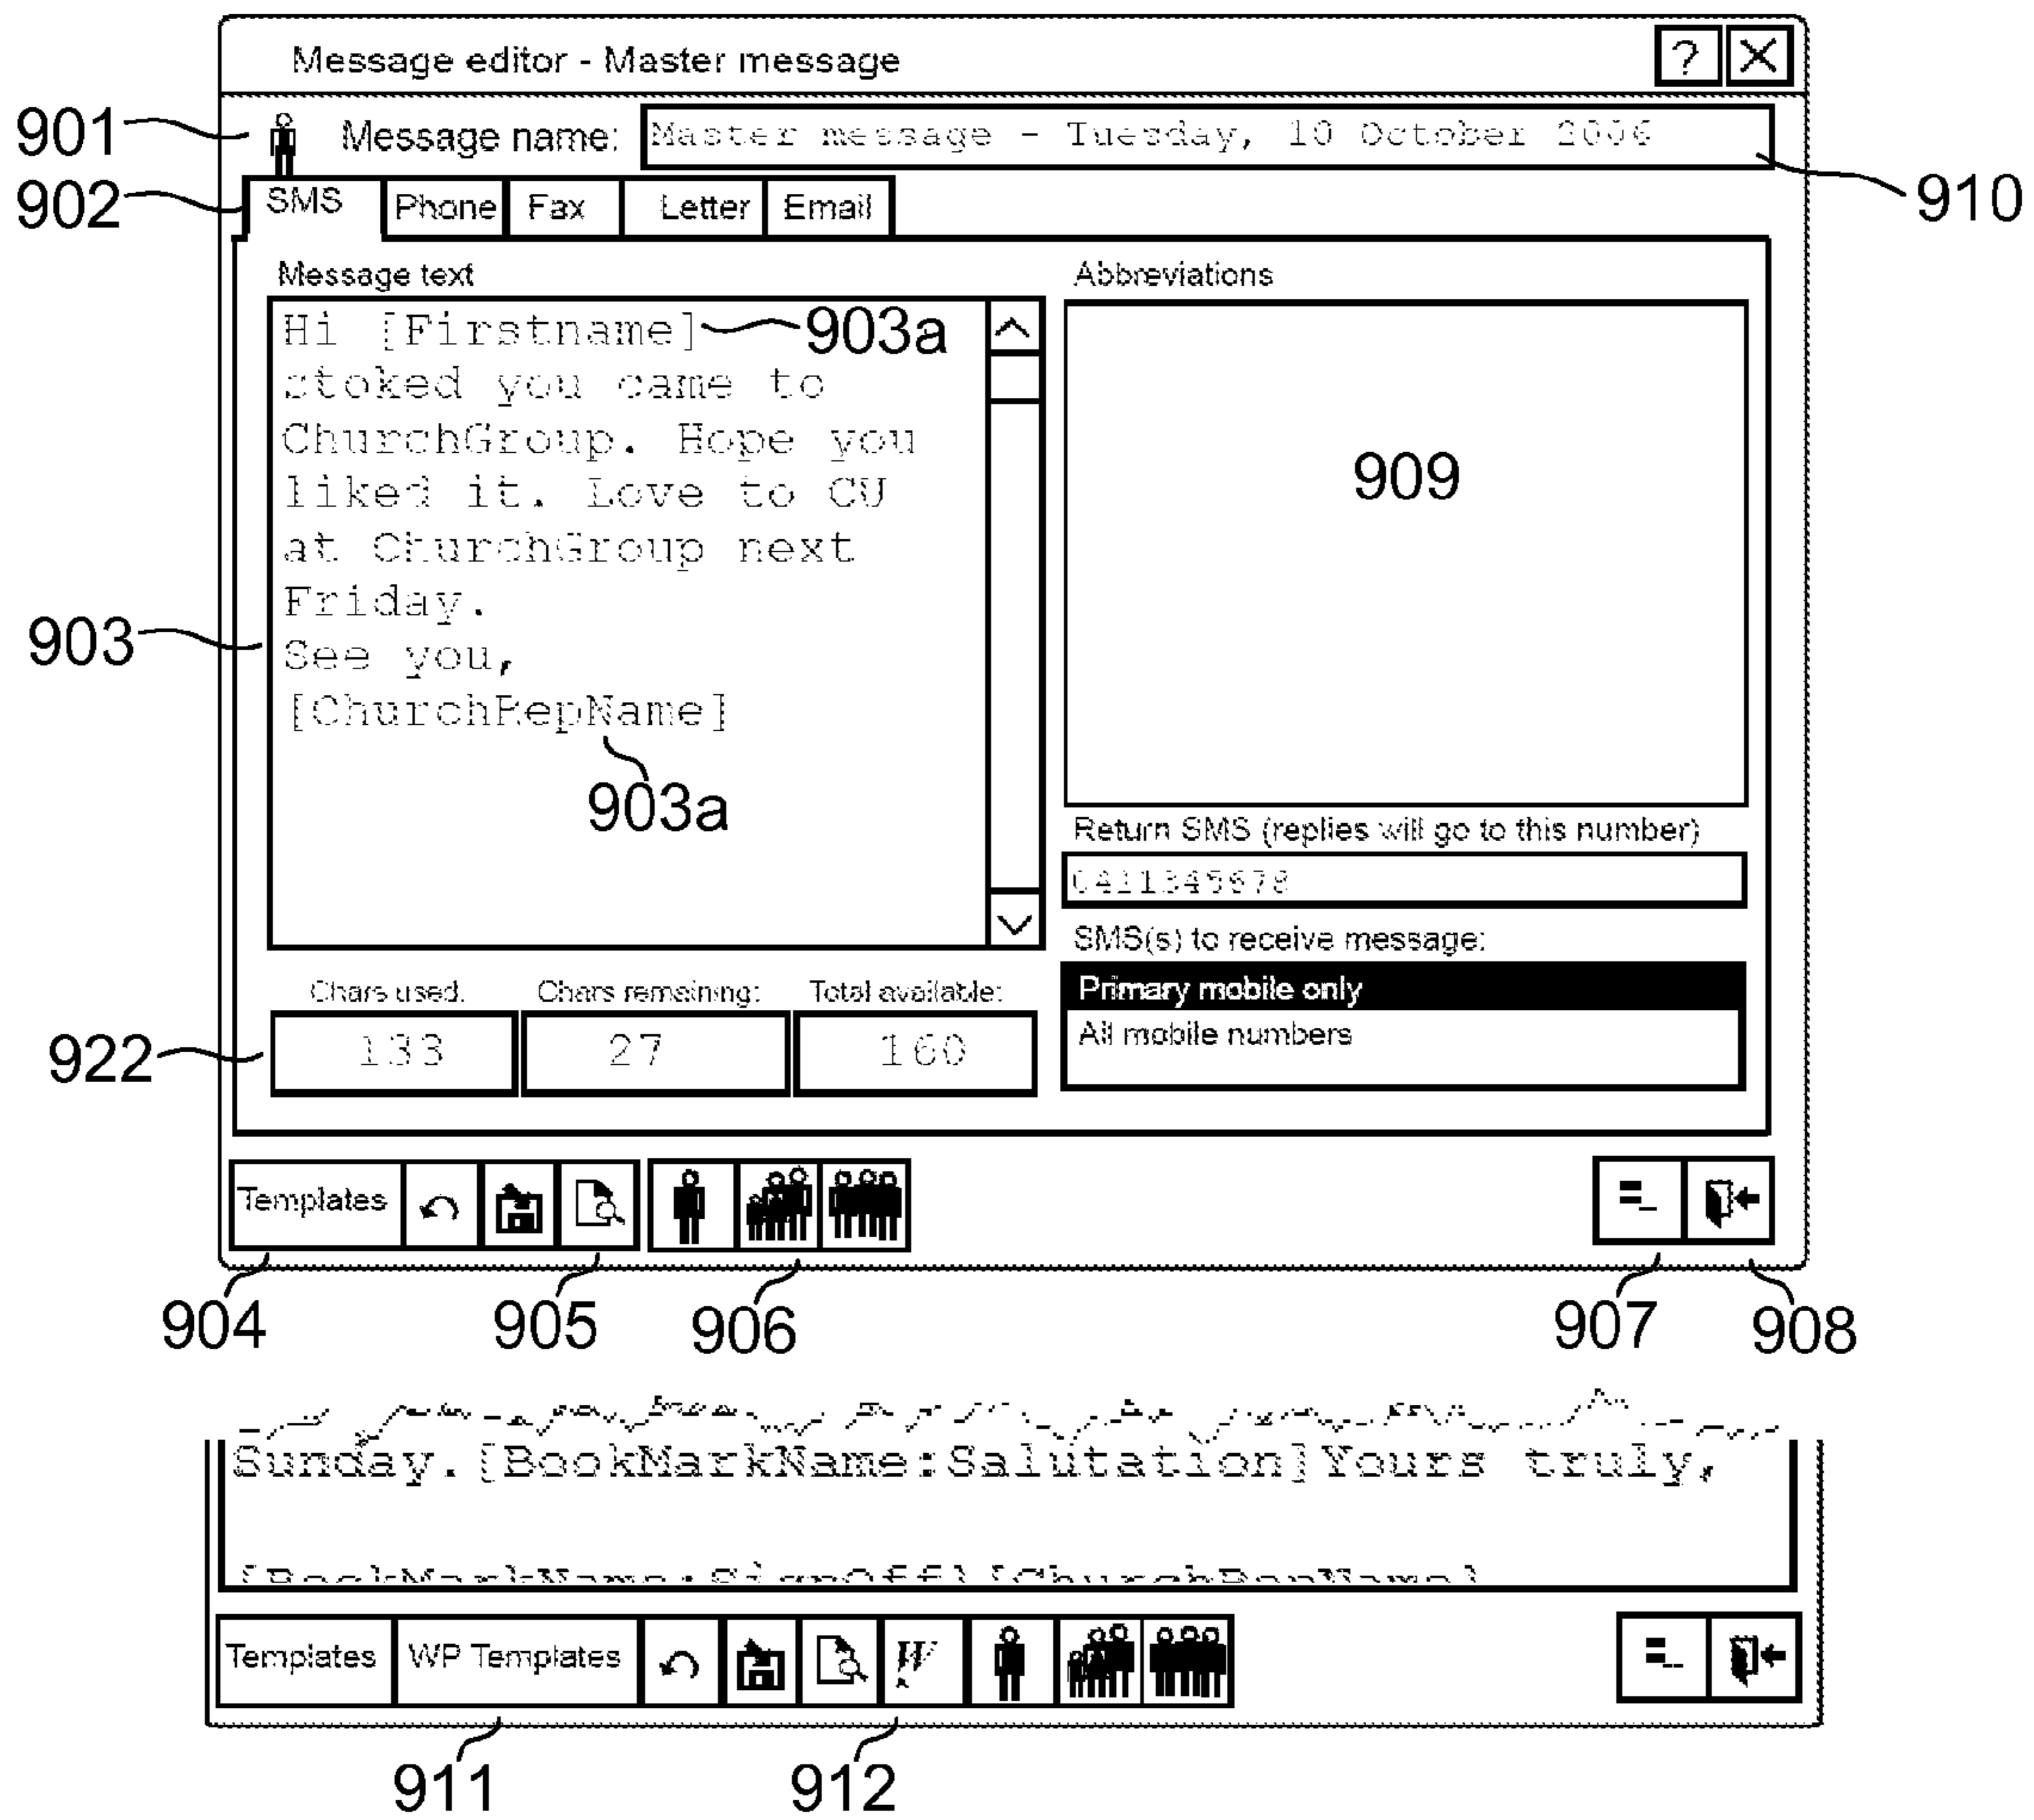 Message editor - Master message ? X
901 Message name: Master message - Tuesday, 10 October 2006
902 SMS Phone Fax Letter Email 910
Message text Abbreviations
Hi [Firstname] 903a
stoked you came to
ChurchGroup. Hope you
liked it. Love to CU 909
at ChurchGroup next
Friday.
903 See you,
[ChurchRepName]
903a
Return SMS (replies will go to this number)
0411345678
SMS(s) to receive message:
Chars used: Chars remaining: Total available: Primary mobile only
922 133 27 160 All mobile numbers
Templates
904 905 906 907 908
Sunday.[BookMarkName:Salutation]Yours truly,
[BookMarkName:SignOff][ChurchRepName]
Templates WP Templates W
911 912